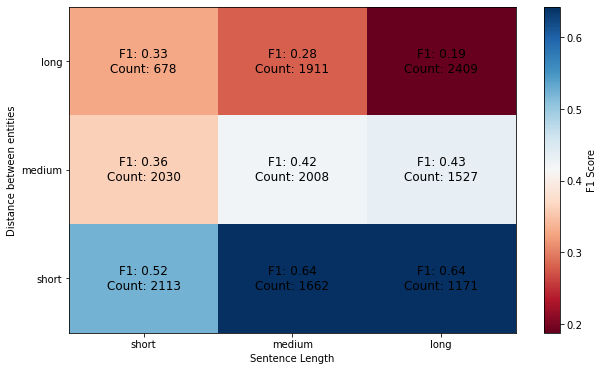 F1: 0.33
Count: 678
F1: 0.28
Count: 1911
F1: 0.19
Count: 2409
F1: 0.36
Count: 2030
F1: 0.42
Count: 2008
F1: 0.43
Count: 1527
F1: 0.52
Count: 2113
F1: 0.64
Count: 1662
F1: 0.64
Count: 1171
long
medium
short
Distance between entities
short
medium
long
Sentence Length
0.6
0.5
0.4
0.3
0.2
F1 Score